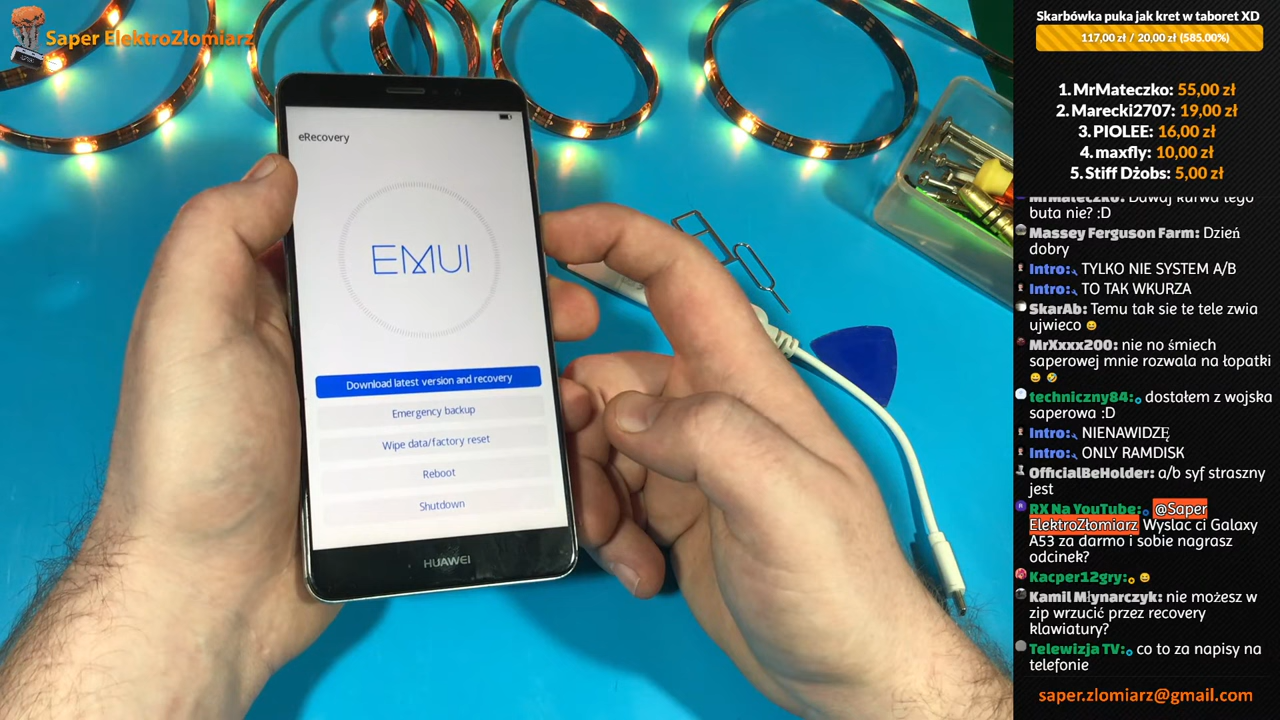 Saper ElektroZłomiarz
eRecovery
EMUI
Download latest version and recovery
Emergency backup
Wipe data/factory reset
Reboot
Shutdown
HUAWEI
Skarbówka puka jak kret w taboret XD
117,00 zł / 20,00 zł (585.00%)
1. MrMateczko: 55,00 zł
2. Marecki2707: 19,00 zł
3. PIOLEE: 16,00 zł
4. maxfly: 10,00 zł
5. Stiff Dżobs: 5,00 zł
MrMateczko: Dawaj kurwa tego
buta nie? :D
Massey Ferguson Farm: Dzień
dobry
Intro: TYLKO NIE SYSTEM A/B
Intro: TO TAK WKURZA
SkarAb: Temu tak sie te tele zwia
ujwieco
MrXxxx200: nie no śmiech
saperowej mnie rozwala na łopatki
techniczny84: dostałem z wojska
saperowa :D
Intro: NIENAWIDZĘ
Intro: ONLY RAMDISK
OfficialBeHolder: a/b syf straszny
jest
RX Na YouTube: @Saper
ElektroZłomiarz Wyslac ci Galaxy
A53 za darmo i sobie nagrasz
odcinek?
Kacper12gry:
Kamil Młynarczyk: nie możesz w
zip wrzucić przez recovery
klawiatury?
Telewizja TV: co to za napisy na
telefonie
saper.zlomiarz@gmail.com